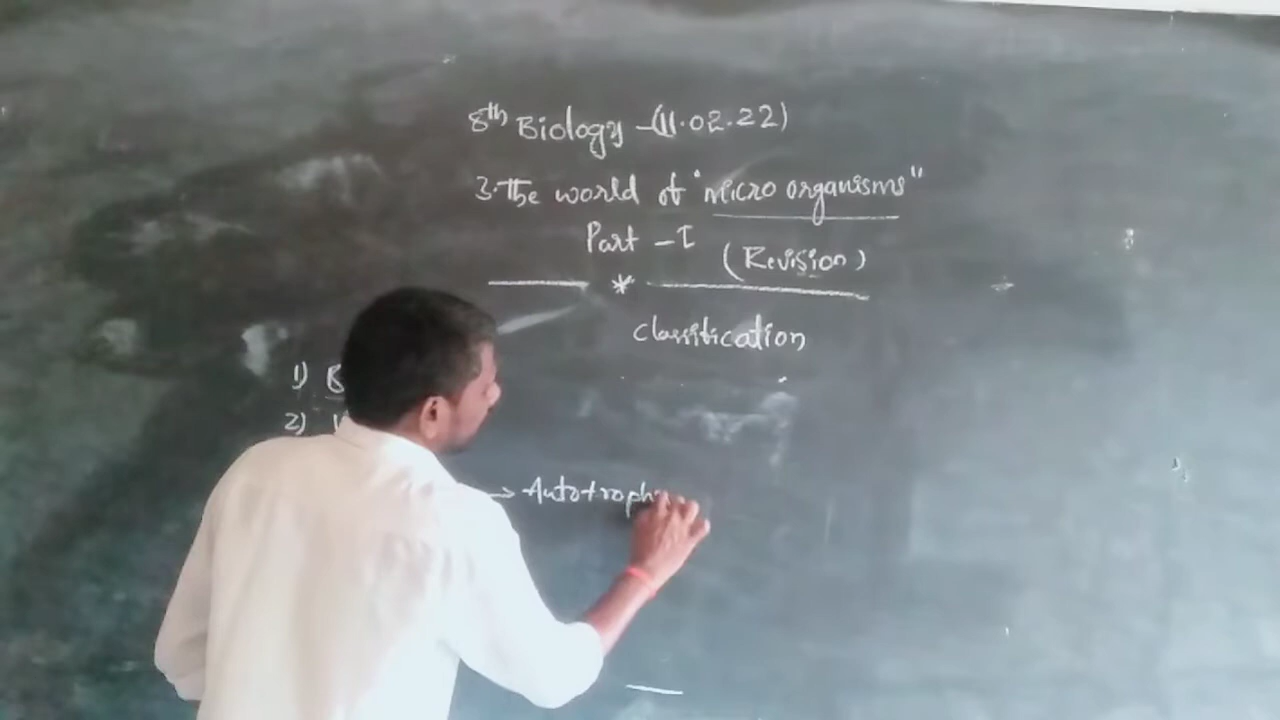 8th Biology - (11.02.22)
3. The world of "Micro organisms"
Part - I
(Revision)
*
classification
1) B
2)
→ Autotroph